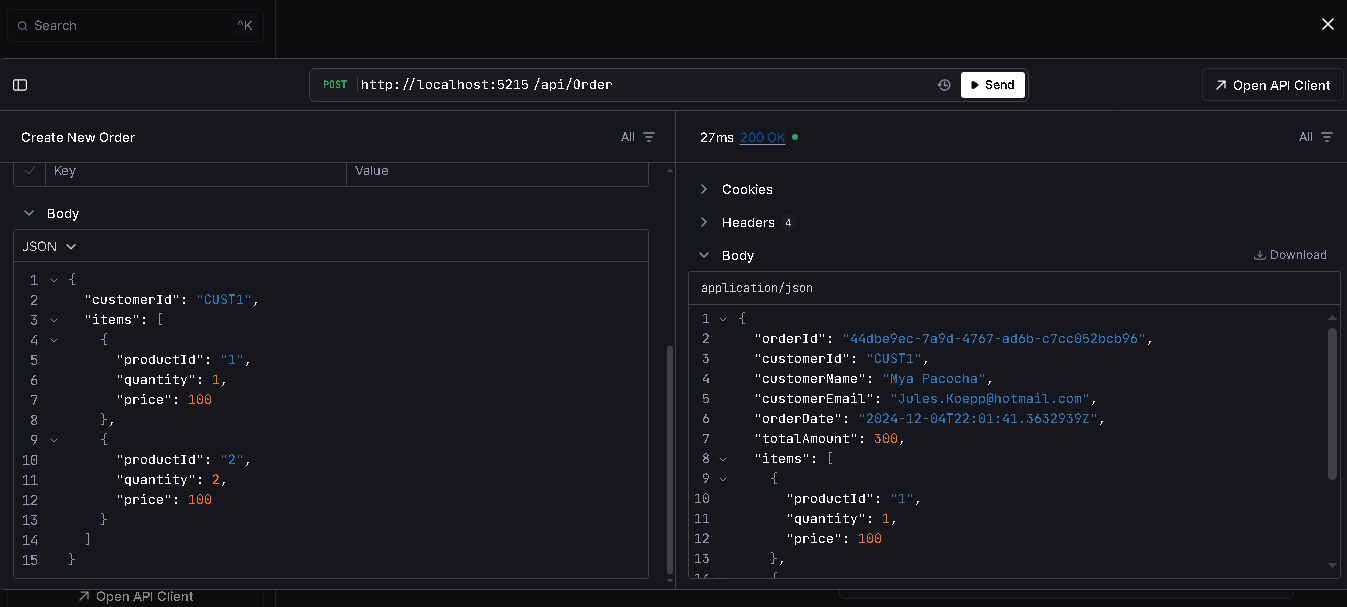 Search ^K
POST http://localhost:5215 /api/Order Send
Open API Client
Create New Order All
Key Value
Body
JSON
1 {
2 "customerId": "CUST1",
3 "items": [
4 {
5 "productId": "1",
6 "quantity": 1,
7 "price": 100
8 },
9 {
10 "productId": "2",
11 "quantity": 2,
12 "price": 100
13 }
14 ]
15 }
27ms 200 OK All
Cookies
Headers 4
Body Download
application/json
1 {
2 "orderId": "44dbe9ec-7a9d-4767-ad6b-c7cc052bcb96",
3 "customerId": "CUST1",
4 "customerName": "Nya Pacocha",
5 "customerEmail": "Jules.Koepp@hotmail.com",
6 "orderDate": "2024-12-04T22:01:41.3632939Z",
7 "totalAmount": 300,
8 "items": [
9 {
10 "productId": "1",
11 "quantity": 1,
12 "price": 100
13 },
14 {
Open API Client